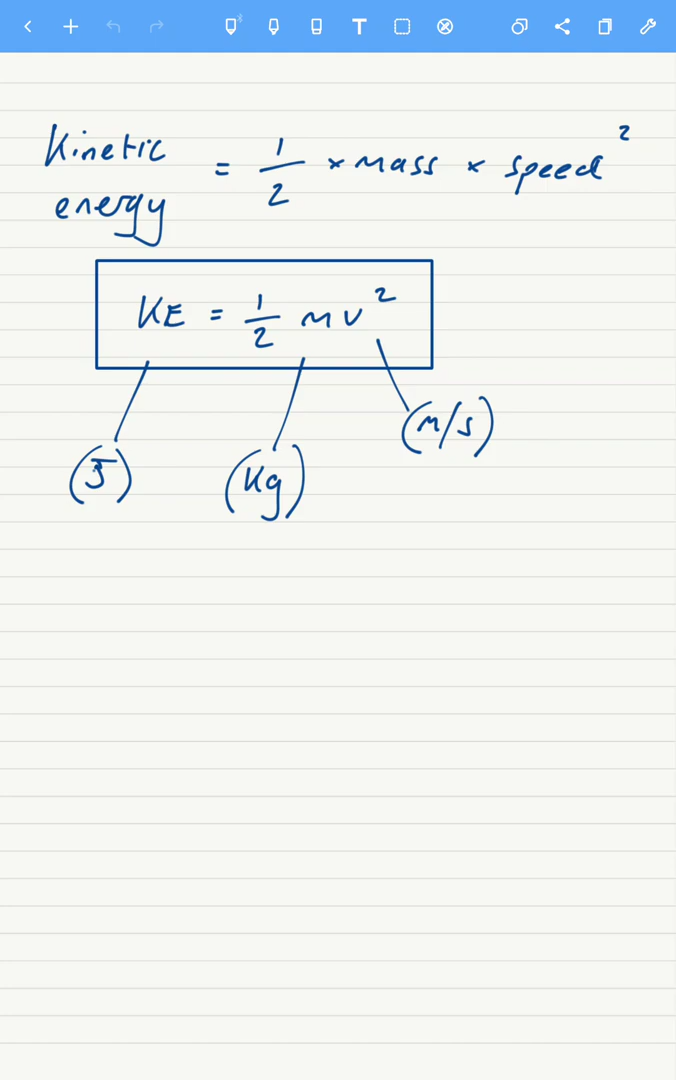 Kinetic energy = 1/2 × mass × speed²
KE = 1/2 mv²
(J) (kg) (m/s)